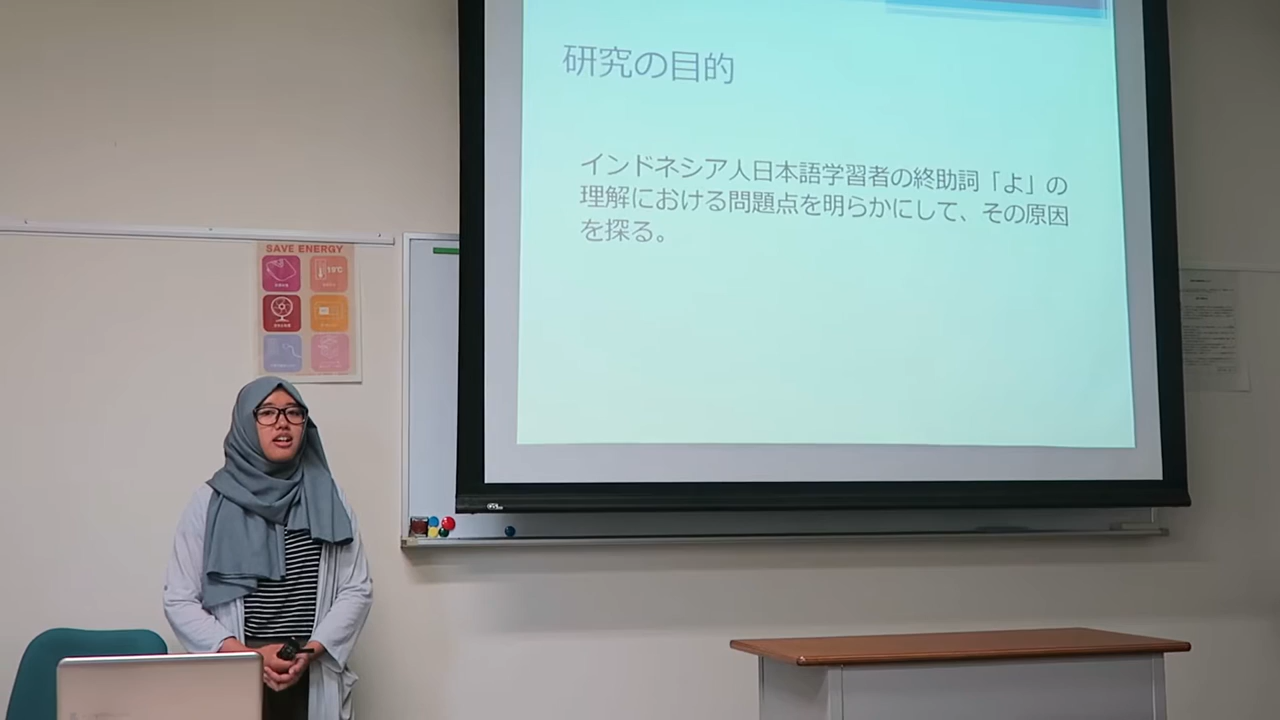 研究の目的
インドネシア人日本語学習者の終助詞「よ」の
理解における問題点を明らかにして、その原因
を探る。
SAVE ENERGY
19℃